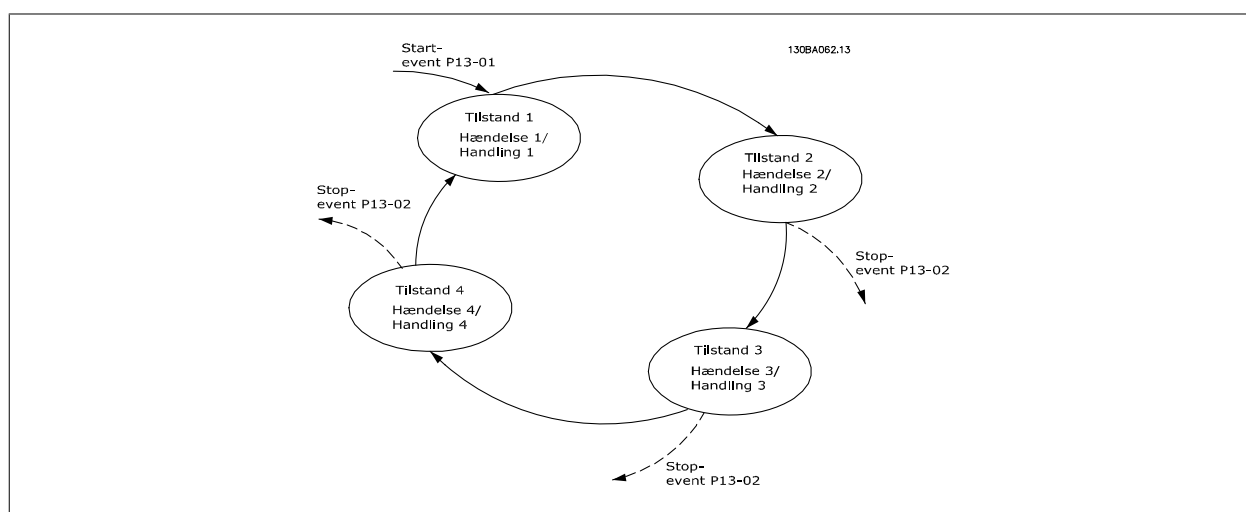 Start-
event P13-01
130BA062.13
Tilstand 1
Hændelse 1/
Handling 1
Tilstand 2
Hændelse 2/
Handling 2
Stop-
event P13-02
Stop-
event P13-02
Tilstand 4
Hændelse 4/
Handling 4
Tilstand 3
Hændelse 3/
Handling 3
Stop-
event P13-02